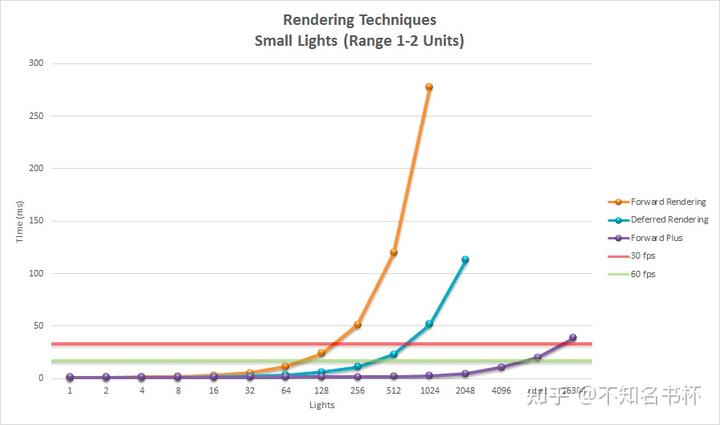 Rendering Techniques
Small Lights (Range 1-2 Units)
300
250
200
150
100
50
0
Time (ms)
1 2 4 8 16 32 64 128 256 512 1024 2048 4096
Lights
Forward Rendering
Deferred Rendering
Forward Plus
30 fps
60 fps
知乎 @不知名书杯